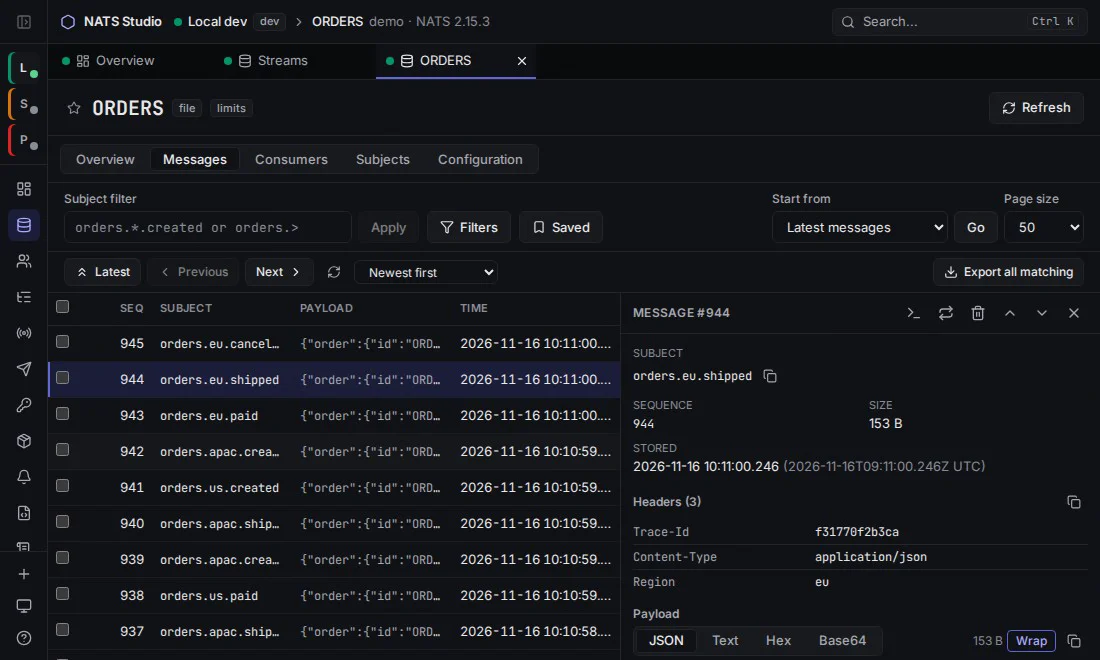 NATS Studio Local dev dev ORDERS demo · NATS 2.15.3 Search... Ctrl K
L
S
P
Overview Streams ORDERS
ORDERS file limits Refresh
Overview Messages Consumers Subjects Configuration
Subject filter Start from Page size
orders.*.created or orders.> Apply Filters Saved Latest messages Go 50
Latest Previous Next Newest first Export all matching
SEQ SUBJECT PAYLOAD TIME
945 orders.eu.cancel… {"order":{"id":"ORD… 2026-11-16 10:11:00.…
944 orders.eu.shipped {"order":{"id":"ORD… 2026-11-16 10:11:00.…
943 orders.eu.paid {"order":{"id":"ORD… 2026-11-16 10:11:00.…
942 orders.apac.crea… {"order":{"id":"ORD… 2026-11-16 10:10:59.…
941 orders.us.created {"order":{"id":"ORD… 2026-11-16 10:10:59.…
940 orders.apac.ship… {"order":{"id":"ORD… 2026-11-16 10:10:59.…
939 orders.apac.crea… {"order":{"id":"ORD… 2026-11-16 10:10:59.…
938 orders.us.paid {"order":{"id":"ORD… 2026-11-16 10:10:59.…
937 orders.apac.ship… {"order":{"id":"ORD… 2026-11-16 10:10:58.…
MESSAGE #944
SUBJECT
orders.eu.shipped
SEQUENCE SIZE
944 153 B
STORED
2026-11-16 10:11:00.246 (2026-11-16T09:11:00.246Z UTC)
Headers (3)
Trace-Id f31770f2b3ca
Content-Type application/json
Region eu
Payload
JSON Text Hex Base64 153 B Wrap